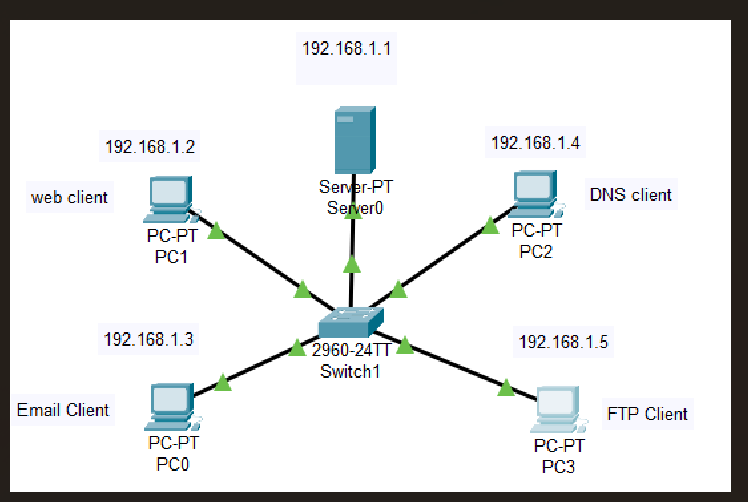 192.168.1.1
Server-PT
Server0
192.168.1.2
web client
PC-PT
PC1
192.168.1.4
DNS client
PC-PT
PC2
2960-24TT
Switch1
192.168.1.3
Email Client
PC-PT
PC0
192.168.1.5
FTP Client
PC-PT
PC3